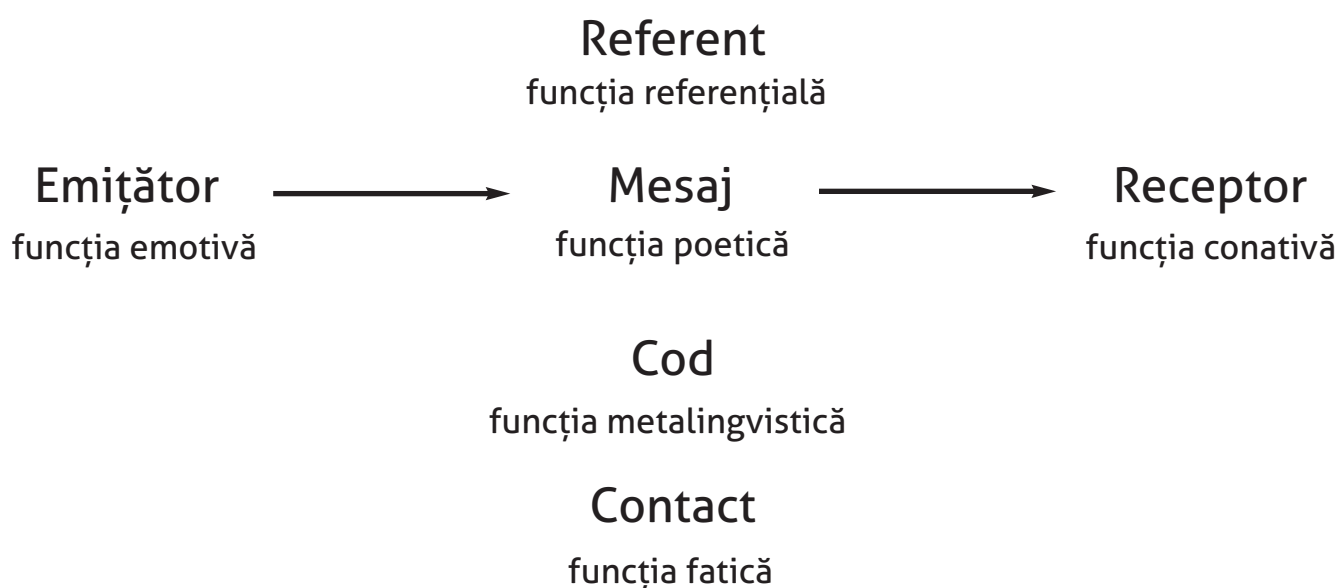 Referent
funcția referențială
Emițător
Mesaj
Receptor
funcția emotivă
funcția poetică
funcția conativă
Cod
funcția metalingvistică
Contact
funcția fatică